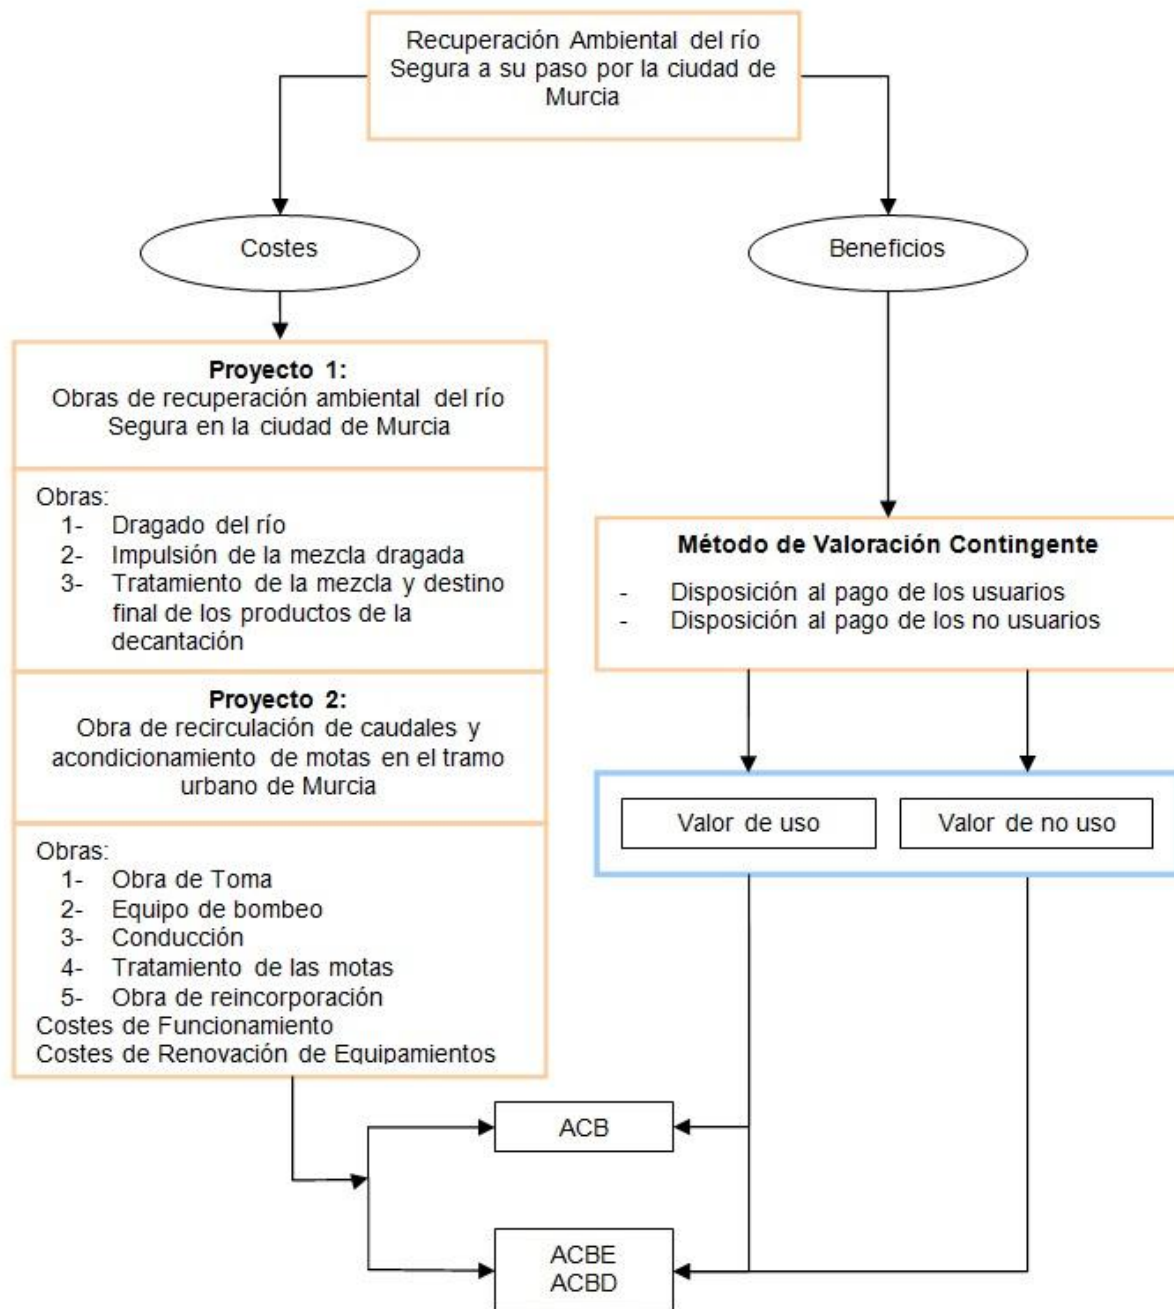 Recuperación Ambiental del río
Segura a su paso por la ciudad de
Murcia
Costes
Beneficios
Proyecto 1:
Obras de recuperación ambiental del río
Segura en la ciudad de Murcia
Obras:
1- Dragado del río
2- Impulsión de la mezcla dragada
3- Tratamiento de la mezcla y destino
final de los productos de la
decantación
Proyecto 2:
Obra de recirculación de caudales y
acondicionamiento de motas en el tramo
urbano de Murcia
Obras:
1- Obra de Toma
2- Equipo de bombeo
3- Conducción
4- Tratamiento de las motas
5- Obra de reincorporación
Costes de Funcionamiento
Costes de Renovación de Equipamientos
Método de Valoración Contingente
- Disposición al pago de los usuarios
- Disposición al pago de los no usuarios
Valor de uso
Valor de no uso
ACB
ACBE
ACBD